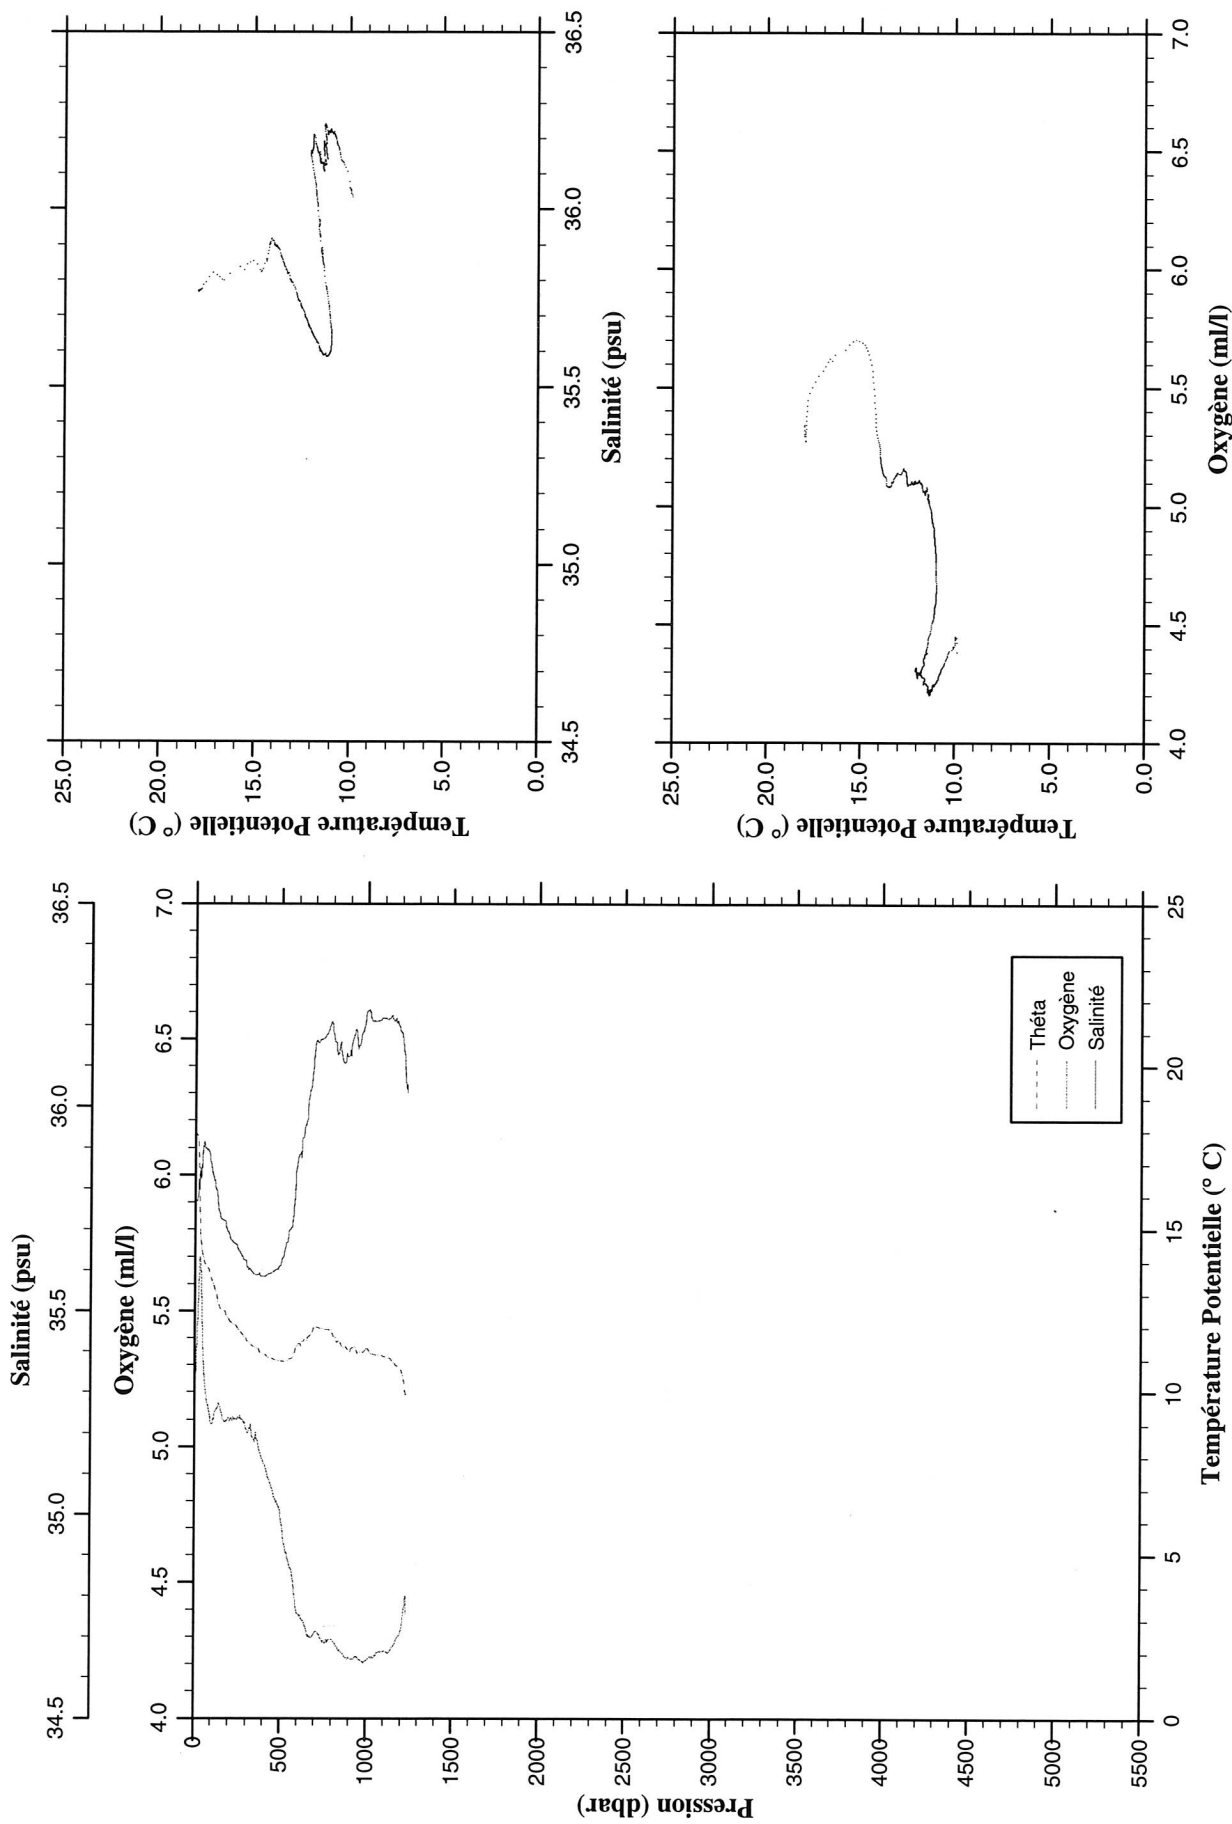 Salinité (psu)
34.5 35.0 35.5 36.0 36.5
Oxygène (ml/l)
4.0 4.5 5.0 5.5 6.0 6.5 7.0
Pression (dbar)
0
500
1000
1500
2000
2500
3000
3500
4000
4500
5000
5500
Théta
Oxygène
Salinité
0 5 10 15 20 25
Température Potentielle (° C)
Température Potentielle (° C)
25.0
20.0
15.0
10.0
5.0
0.0
34.5 35.0 35.5 36.0 36.5
Salinité (psu)
Température Potentielle (° C)
25.0
20.0
15.0
10.0
5.0
0.0
4.0 4.5 5.0 5.5 6.0 6.5 7.0
Oxygène (ml/l)